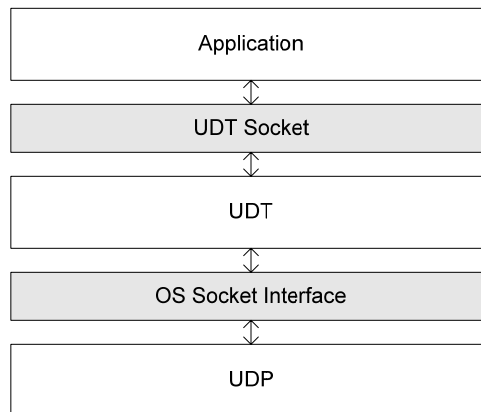 Application
UDT Socket
UDT
OS Socket Interface
UDP